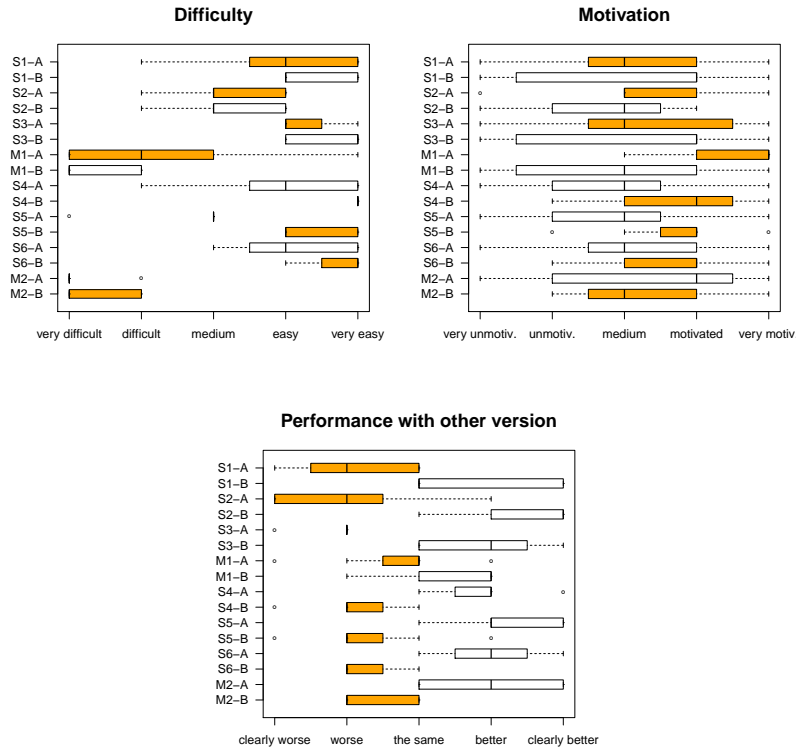 Difficulty
S1−A
S1−B
S2−A
S2−B
S3−A
S3−B
M1−A
M1−B
S4−A
S4−B
S5−A
S5−B
S6−A
S6−B
M2−A
M2−B
very difficult difficult medium easy very easy
Motivation
S1−A
S1−B
S2−A
S2−B
S3−A
S3−B
M1−A
M1−B
S4−A
S4−B
S5−A
S5−B
S6−A
S6−B
M2−A
M2−B
very unmotiv. unmotiv. medium motivated very motiv
Performance with other version
S1−A
S1−B
S2−A
S2−B
S3−A
S3−B
M1−A
M1−B
S4−A
S4−B
S5−A
S5−B
S6−A
S6−B
M2−A
M2−B
clearly worse worse the same better clearly better